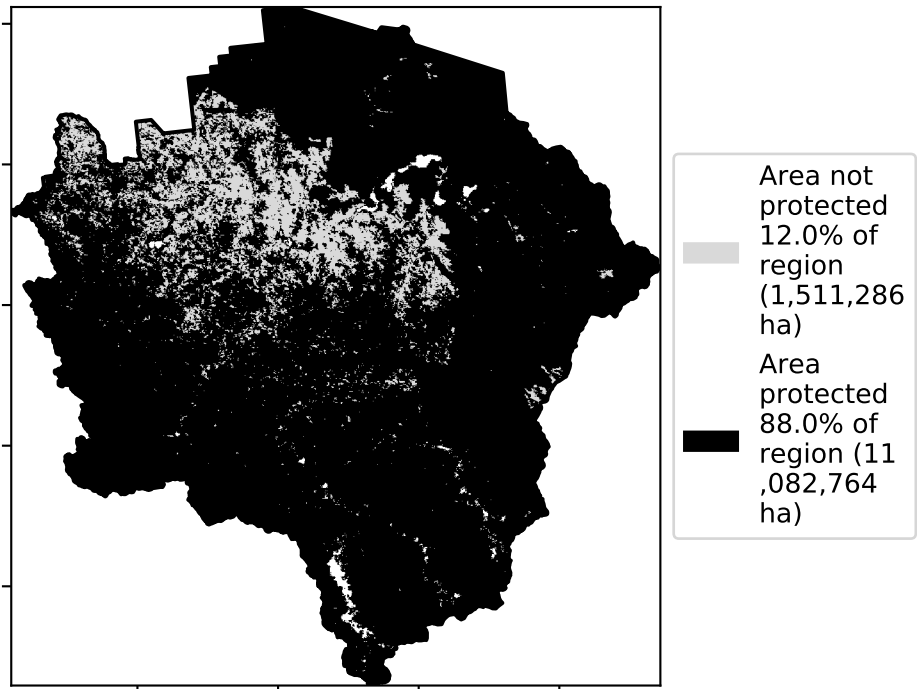 Area not
protected
12.0% of
region
(1,511,286
ha)
Area
protected
88.0% of
region (11
,082,764
ha)